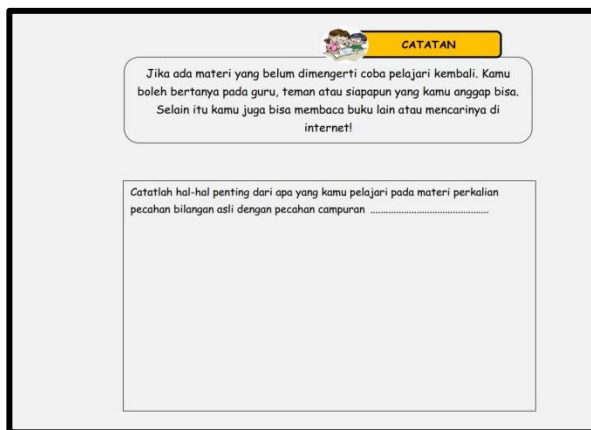 CATATAN
Jika ada materi yang belum dimengerti coba pelajari kembali. Kamu
boleh bertanya pada guru, teman atau siapapun yang kamu anggap bisa.
Selain itu kamu juga bisa membaca buku lain atau mencarinya di
internet!
Catatlah hal-hal penting dari apa yang kamu pelajari pada materi perkalian
pecahan bilangan asli dengan pecahan campuran ..............................................